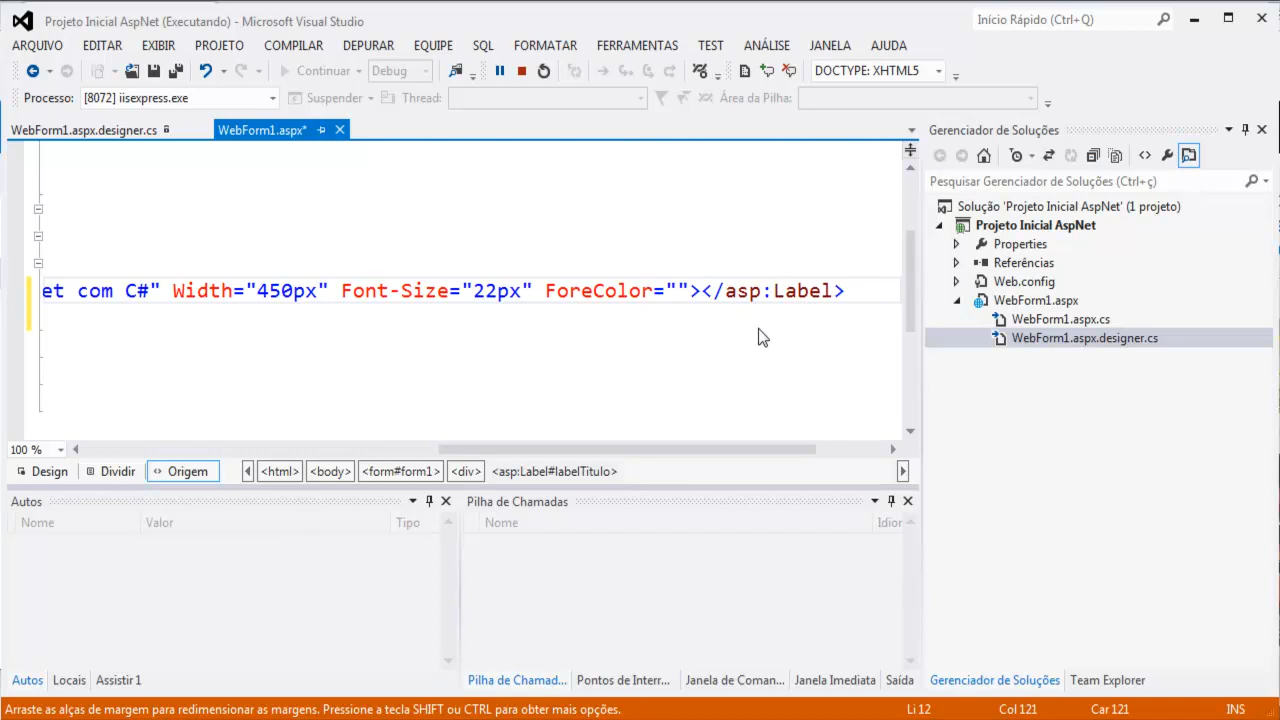 Projeto Inicial AspNet (Executando) - Microsoft Visual Studio
Início Rápido (Ctrl+Q)
ARQUIVO EDITAR EXIBIR PROJETO COMPILAR DEPURAR EQUIPE SQL FORMATAR FERRAMENTAS TEST ANÁLISE JANELA AJUDA
Continuar Debug DOCTYPE: XHTML5
Processo: [8072] iisexpress.exe Suspender Thread: Área da Pilha:
WebForm1.aspx.designer.cs WebForm1.aspx*
Gerenciador de Soluções
Pesquisar Gerenciador de Soluções (Ctrl+ç)
Solução 'Projeto Inicial AspNet' (1 projeto)
Projeto Inicial AspNet
Properties
Referências
Web.config
WebForm1.aspx
WebForm1.aspx.cs
WebForm1.aspx.designer.cs
et com C#" Width="450px" Font-Size="22px" ForeColor=""></asp:Label>
100 %
Design Dividir Origem <html> <body> <form#form1> <div> <asp:Label#labelTitulo>
Autos
Nome Valor Tipo
Pilha de Chamadas
Nome Idior
Autos Locais Assistir 1
Pilha de Chamad... Pontos de Interr... Janela de Coman... Janela Imediata Saída
Gerenciador de Soluções Team Explorer
Arraste as alças de margem para redimensionar as margens. Pressione a tecla SHIFT ou CTRL para obter mais opções.
Li 12 Col 121 Car 121 INS